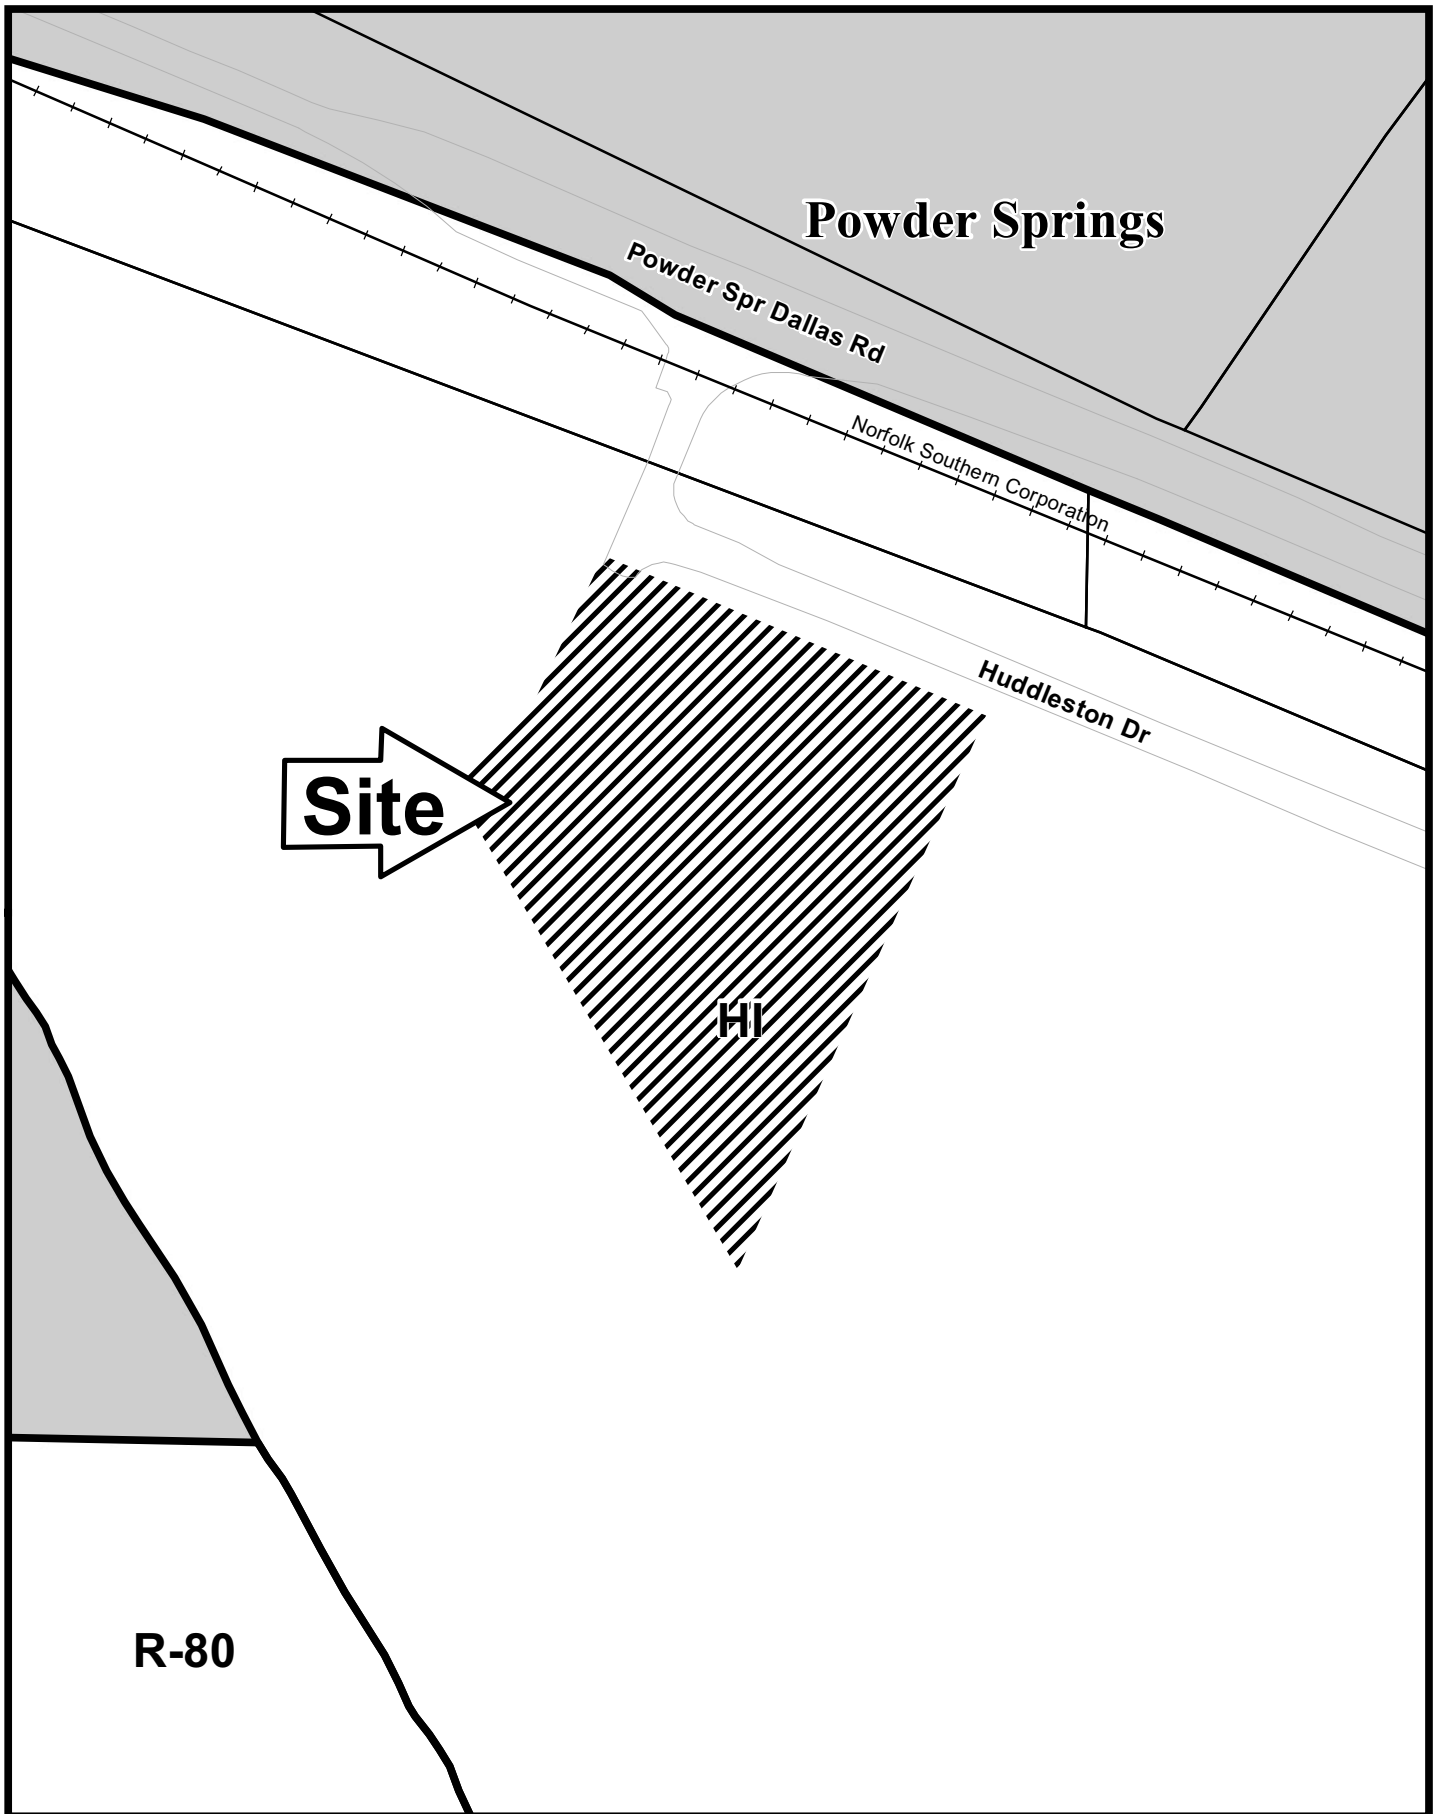 Powder Springs
Powder Spr Dallas Rd
Norfolk Southern Corporation
Huddleston Dr
Site
HI
R-80